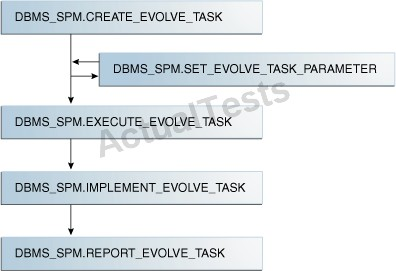 DBMS_SPM.CREATE_EVOLVE_TASK
DBMS_SPM.SET_EVOLVE_TASK_PARAMETER
DBMS_SPM.EXECUTE_EVOLVE_TASK
ActualTests
DBMS_SPM.IMPLEMENT_EVOLVE_TASK
DBMS_SPM.REPORT_EVOLVE_TASK